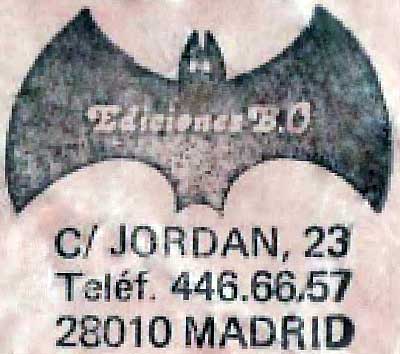 Ediciones B.O
C/ JORDAN, 23
Teléf. 446.66.57
28010 MADRID